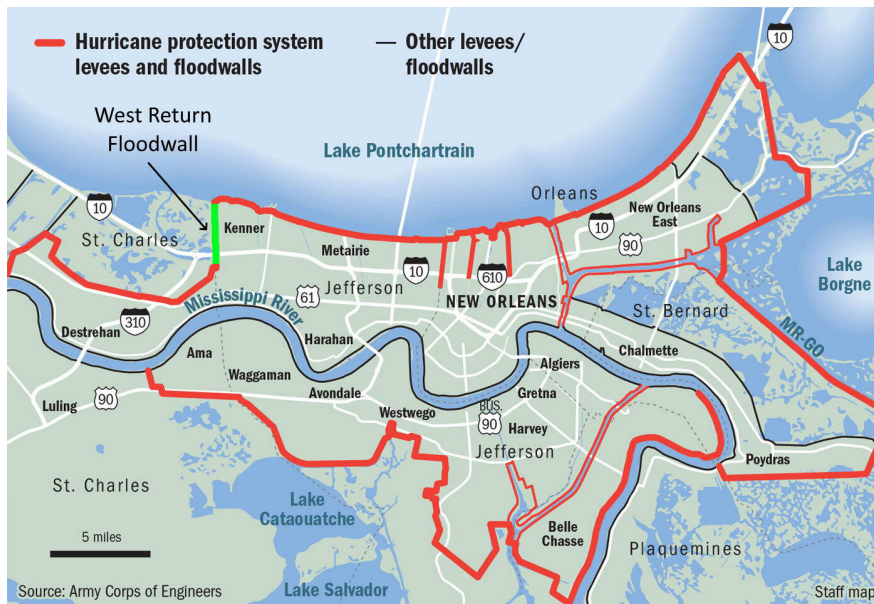 Hurricane protection system
levees and floodwalls
Other levees/
floodwalls
10
West Return
Floodwall
Lake Pontchartrain
Orleans
10
St. Charles
Kenner
Metairie
10
610
10
New Orleans
East
90
Lake
Borgne
61
Jefferson
NEW ORLEANS
Mississippi River
310
Destrehan
Harahan
St. Bernard
MR-GO
Ama
Waggaman
Avondale
Algiers
Chalmette
Luling
90
Westwego
Gretna
BUS.
90
Harvey
Jefferson
Poydras
St. Charles
Lake
Cataouatche
Belle
Chasse
Plaquemines
5 miles
Lake Salvador
Source: Army Corps of Engineers
Staff map